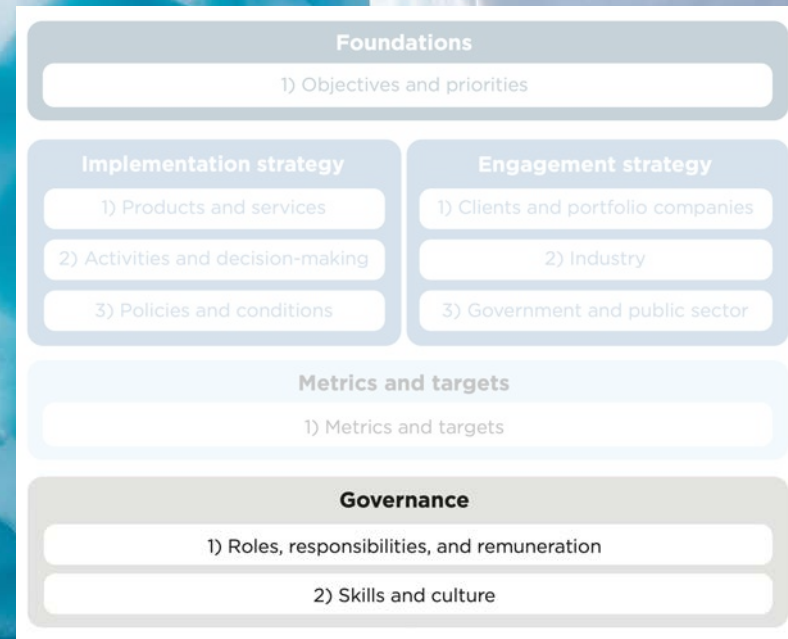 Foundations
1) Objectives and priorities
Implementation strategy
1) Products and services
2) Activities and decision-making
3) Policies and conditions
Engagement strategy
1) Clients and portfolio companies
2) Industry
3) Government and public sector
Metrics and targets
1) Metrics and targets
Governance
1) Roles, responsibilities, and remuneration
2) Skills and culture